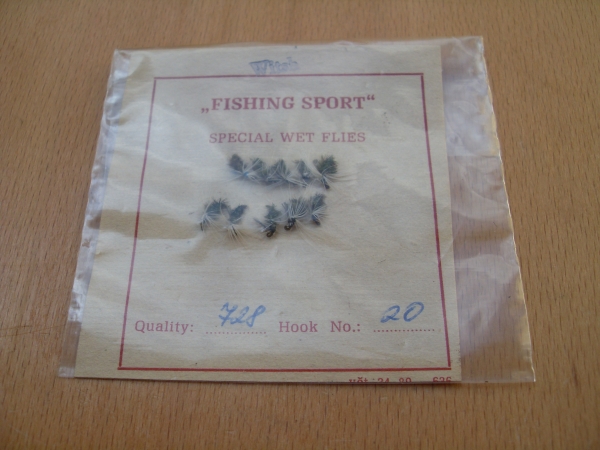 „FISHING SPORT“
SPECIAL WET FLIES
Quality: 728 Hook No.: 20